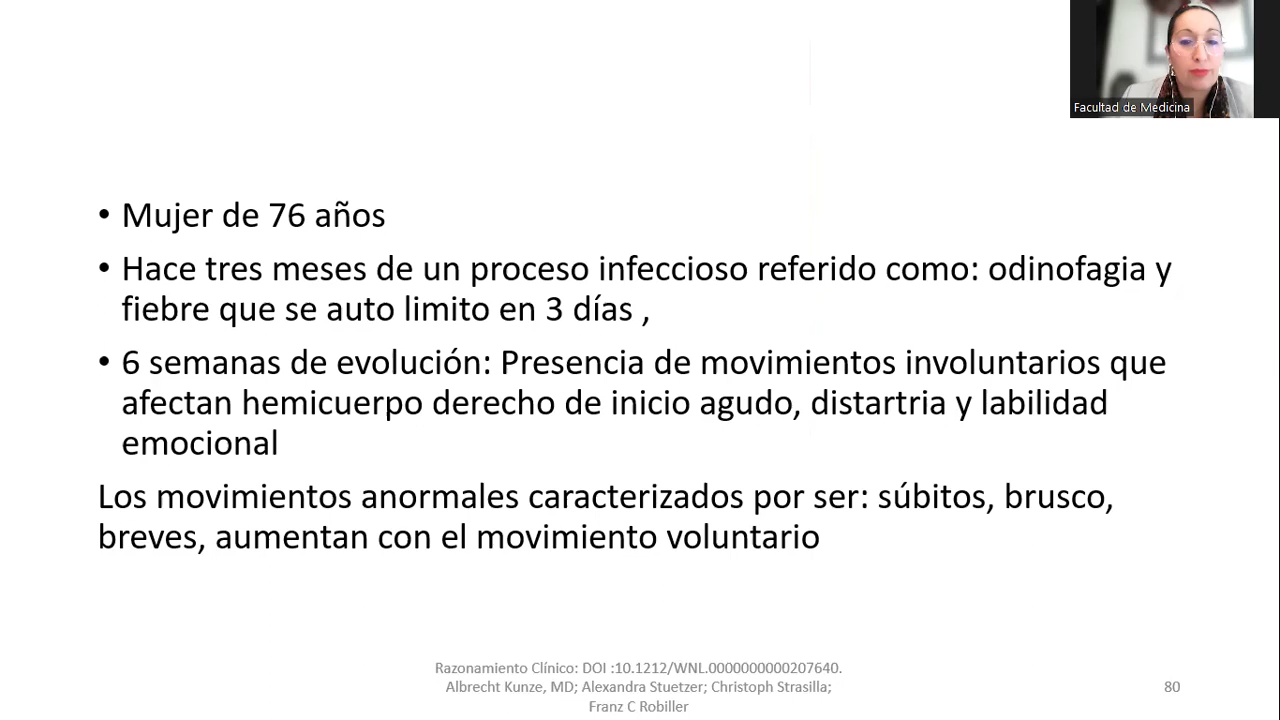 Facultad de Medicina
• Mujer de 76 años
• Hace tres meses de un proceso infeccioso referido como: odinofagia y
fiebre que se auto limito en 3 días ,
• 6 semanas de evolución: Presencia de movimientos involuntarios que
afectan hemicuerpo derecho de inicio agudo, distartria y labilidad
emocional
Los movimientos anormales caracterizados por ser: súbitos, brusco,
breves, aumentan con el movimiento voluntario
Razonamiento Clínico: DOI :10.1212/WNL.0000000000207640.
Albrecht Kunze, MD; Alexandra Stuetzer; Christoph Strasilla;
Franz C Robiller
80